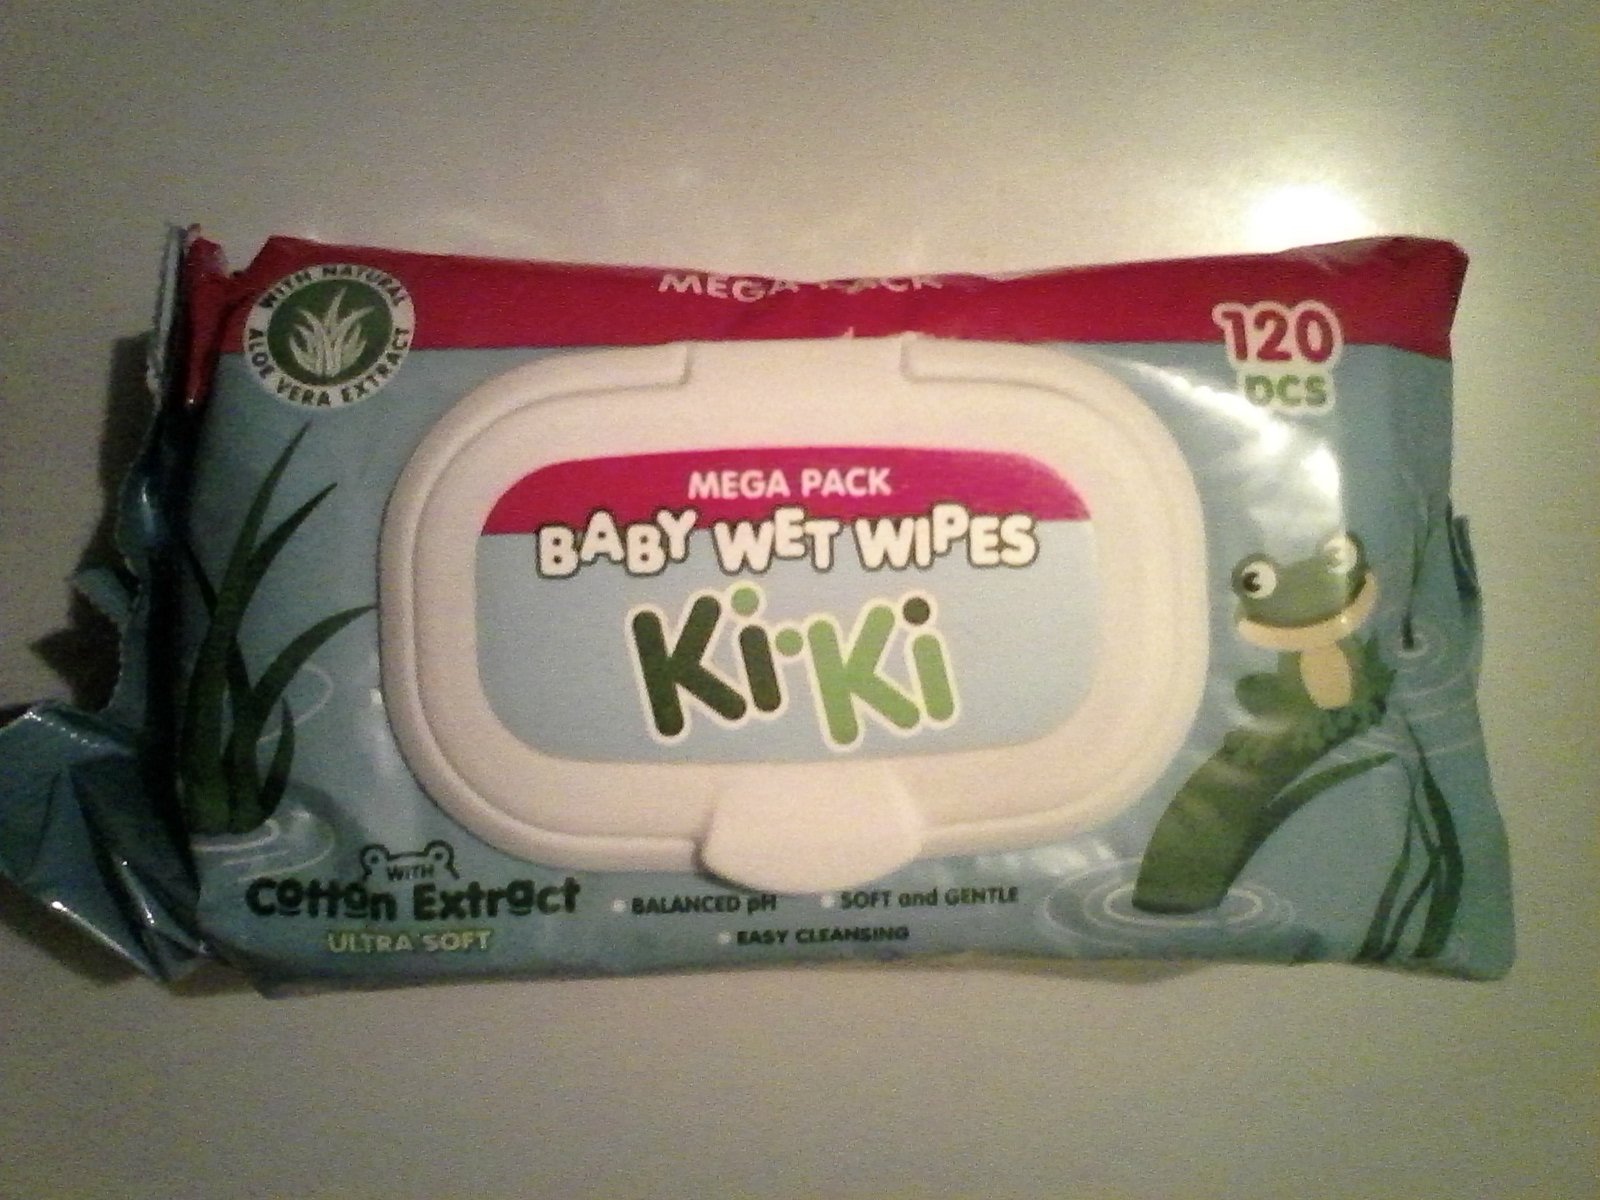 WITH NATURAL
ALOE VERA EXTRACT
MEGA PACK
120
PCS
MEGA PACK
BABY WET WIPES
Ki·Ki
WITH
Cotton Extract
ULTRA SOFT
BALANCED pH
SOFT and GENTLE
EASY CLEANSING